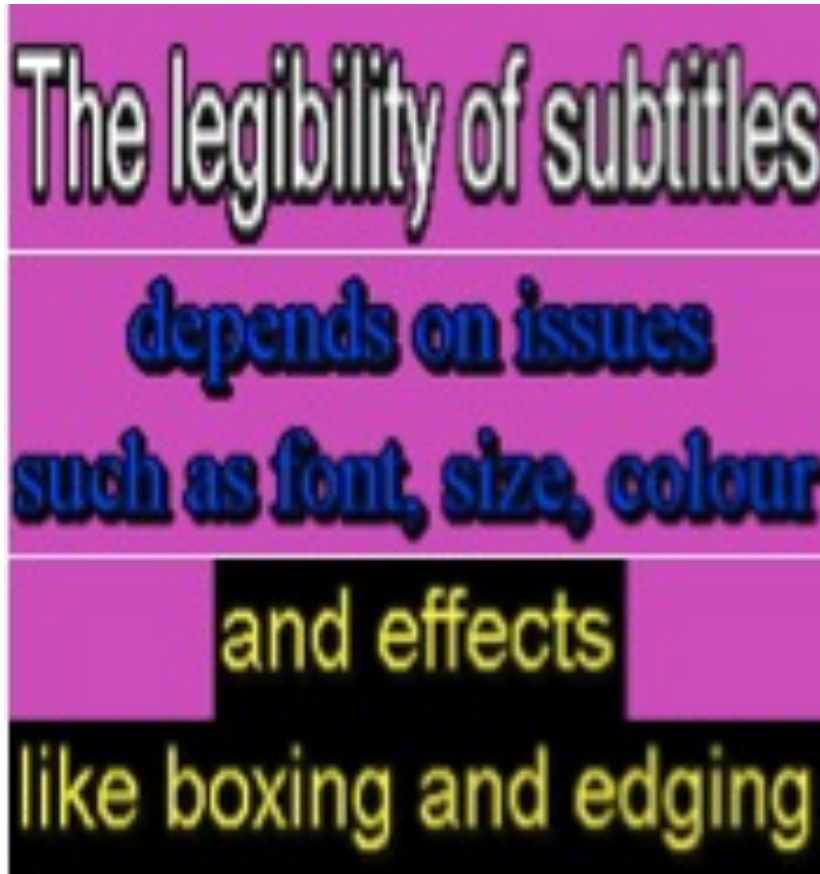 The legibility of subtitles
depends on issues
such as font, size, colour
and effects
like boxing and edging